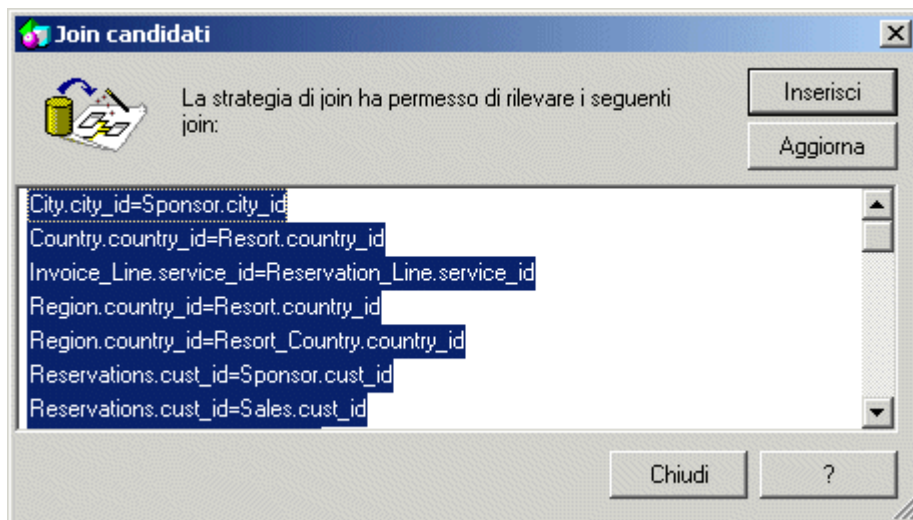 Join candidati
La strategia di join ha permesso di rilevare i seguenti
join:
Inserisci
Aggiorna
City.city_id=Sponsor.city_id
Country.country_id=Resort.country_id
Invoice_Line.service_id=Reservation_Line.service_id
Region.country_id=Resort.country_id
Region.country_id=Resort_Country.country_id
Reservations.cust_id=Sponsor.cust_id
Reservations.cust_id=Sales.cust_id
Chiudi
?